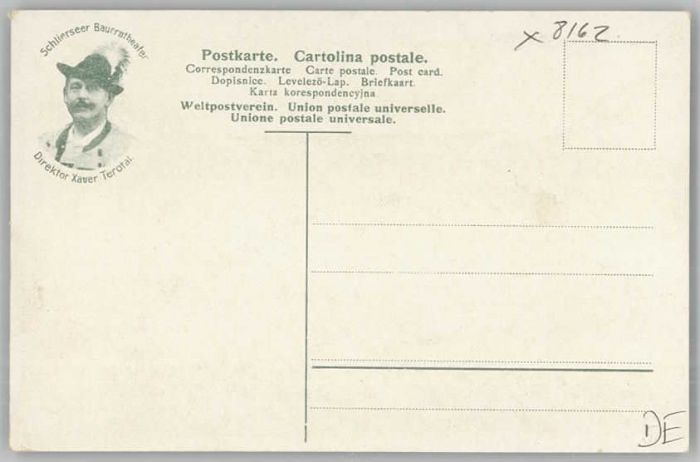 Schlierseer Bauerntheater
Direktor Xaver Terofal
Postkarte. Cartolina postale.
Correspondenzkarte Carte postale. Post card.
Dopisnice. Levelező-Lap. Briefkaart.
Karta korespondencyjna
Weltpostverein. Union postale universelle.
Unione postale universale.
x 8162
DE